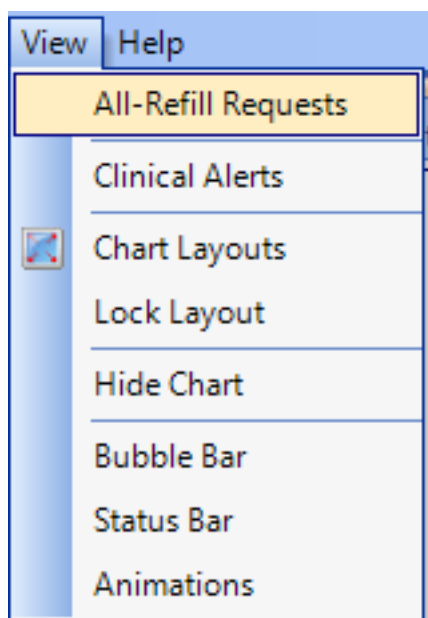 View Help
All-Refill Requests
Clinical Alerts
Chart Layouts
Lock Layout
Hide Chart
Bubble Bar
Status Bar
Animations